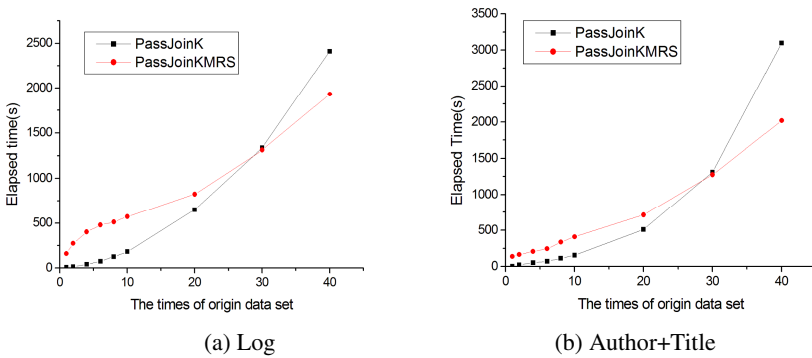 PassJoinK
PassJoinKMRS
Elapsed time(s)
2500
2000
1500
1000
500
0
0 10 20 30 40
The times of origin data set
(a) Log
PassJoinK
PassJoinKMRS
Elapsed Time(s)
3500
3000
2500
2000
1500
1000
500
0
0 10 20 30 40
The times of origin data set
(b) Author+Title